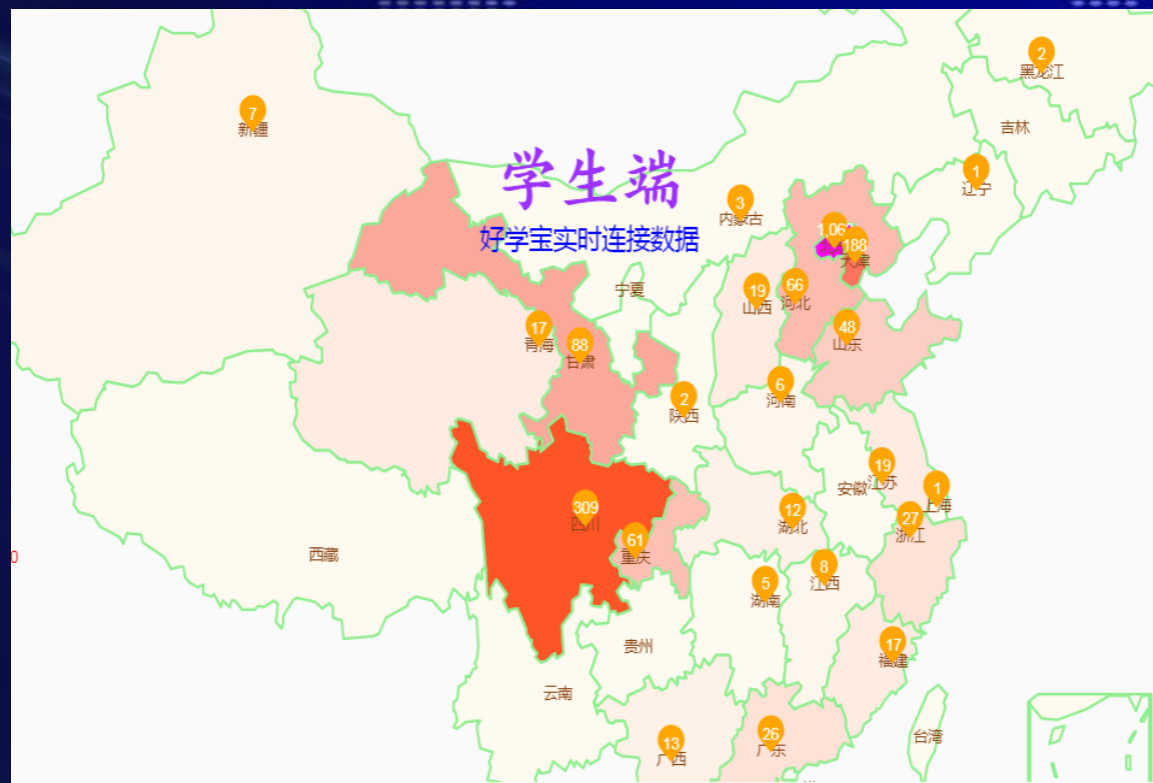 2
黑龙江
7
新疆
吉林
学生端
1
辽宁
3
内蒙古
好学宝实时连接数据
188
天津
宁夏
19
山西
66
河北
17
青海
88
甘肃
48
山东
6
河南
2
陕西
19
江苏
安徽
1
上海
309
四川
12
湖北
27
浙江
61
重庆
0
西藏
8
江西
5
湖南
17
福建
贵州
云南
13
广西
26
广东
台湾